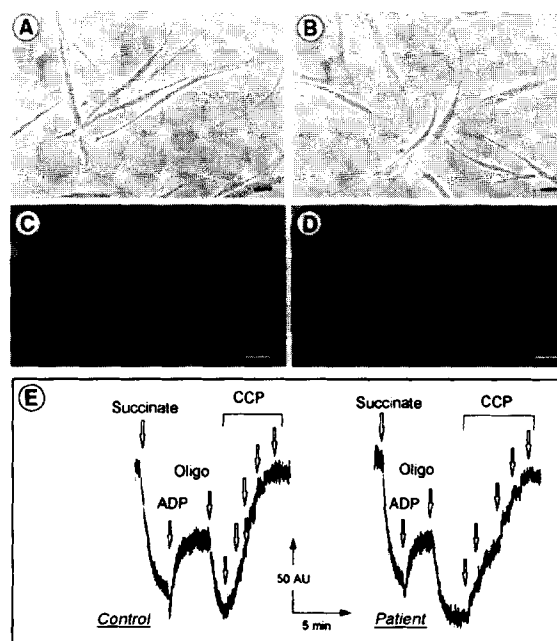 A
B
C
D
E
CCP
CCP
Succinate
Succinate
Oligo
Oligo
ADP
ADP
50 AU
5 min
Control
Patient